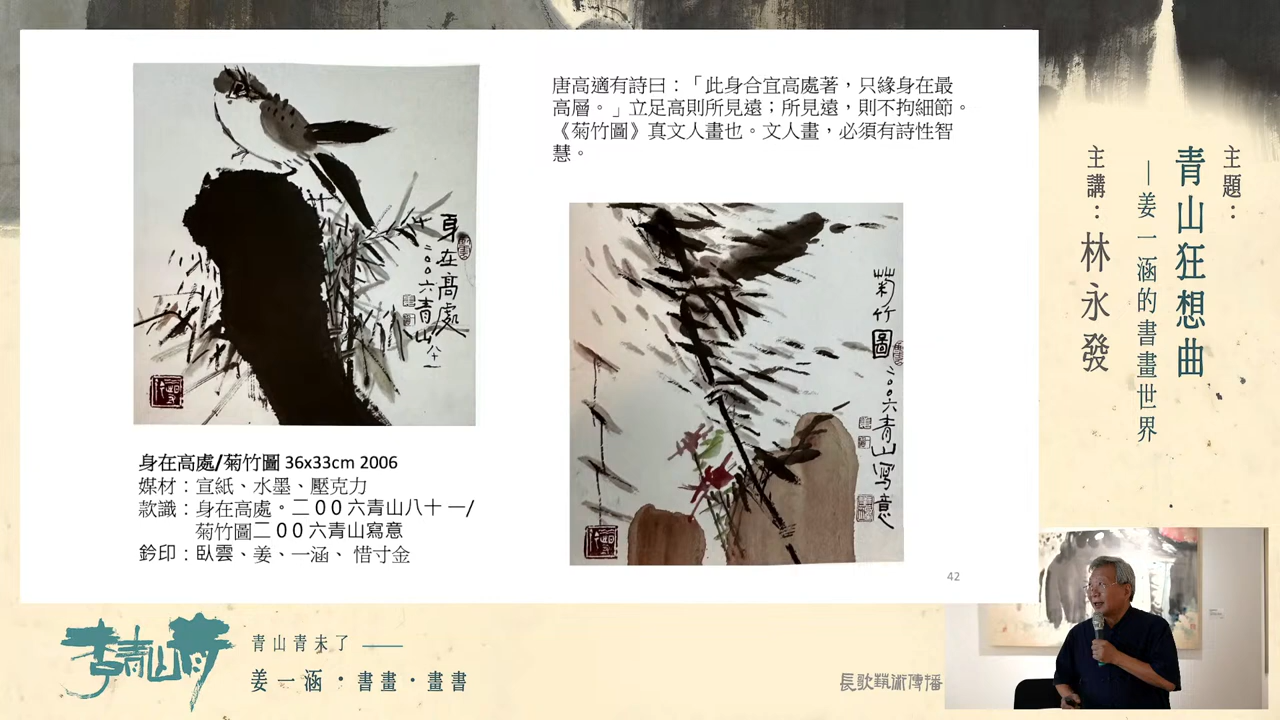 唐高適有詩曰：「此身合宜高處著，只緣身在最
高層。」立足高則所見遠；所見遠，則不拘細節。
《菊竹圖》真文人畫也。文人畫，必須有詩性智
慧。
身在高處
二〇〇六青山八十一
菊竹圖
二〇〇六青山寫意
身在高處/菊竹圖 36x33cm 2006
媒材：宣紙、水墨、壓克力
款識：身在高處。二００六青山八十一/
菊竹圖二００六青山寫意
鈐印：臥雲、姜、一涵、 惜寸金
42
主題：
青山狂想曲
—姜一涵的書畫世界
主講：林永發
青山青未了——
姜一涵・書畫・畫書
長歌藝術傳播